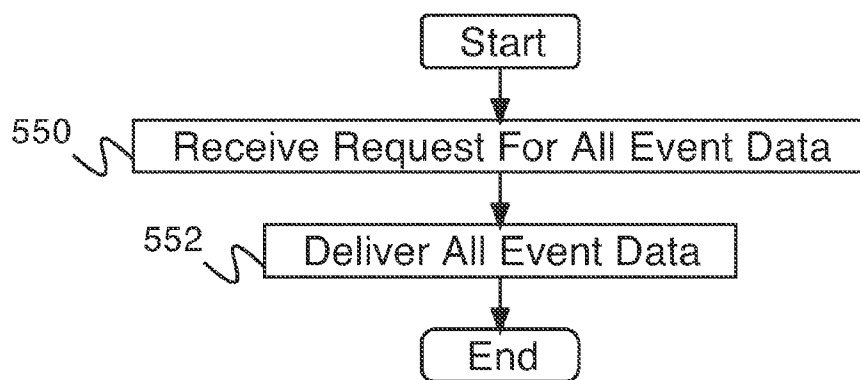 Start
550
Receive Request For All Event Data
552
Deliver All Event Data
End